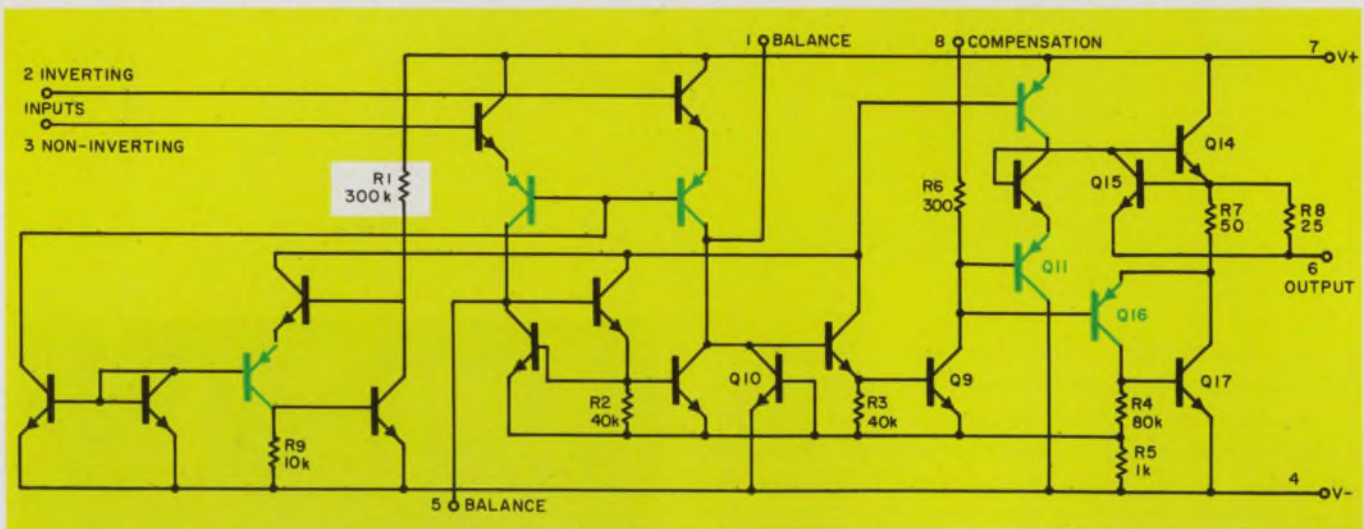 1 BALANCE
8 COMPENSATION
7
V+
2 INVERTING
INPUTS
3 NON-INVERTING
R1
300k
Q14
Q15
R6
300
R7
50
R8
25
6
OUTPUT
Q11
Q16
Q10
Q9
Q17
R2
40k
R3
40k
R4
80k
R9
10k
R5
1k
4
V-
5 BALANCE